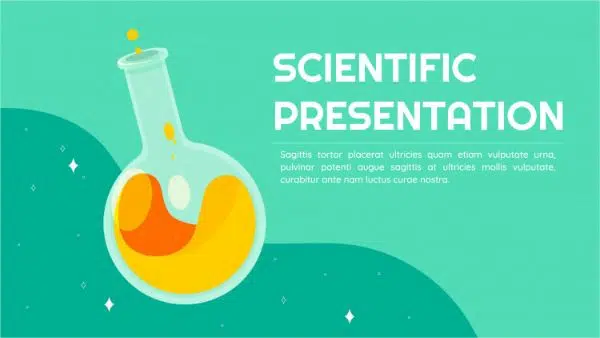 SCIENTIFIC
PRESENTATION
Sagittis tortor placerat ultricies quam etiam vulputate urna,
pulvinar potenti augue sagittis at ultricies mollis vulputate,
curabitur ante nam luctus curae nostra.